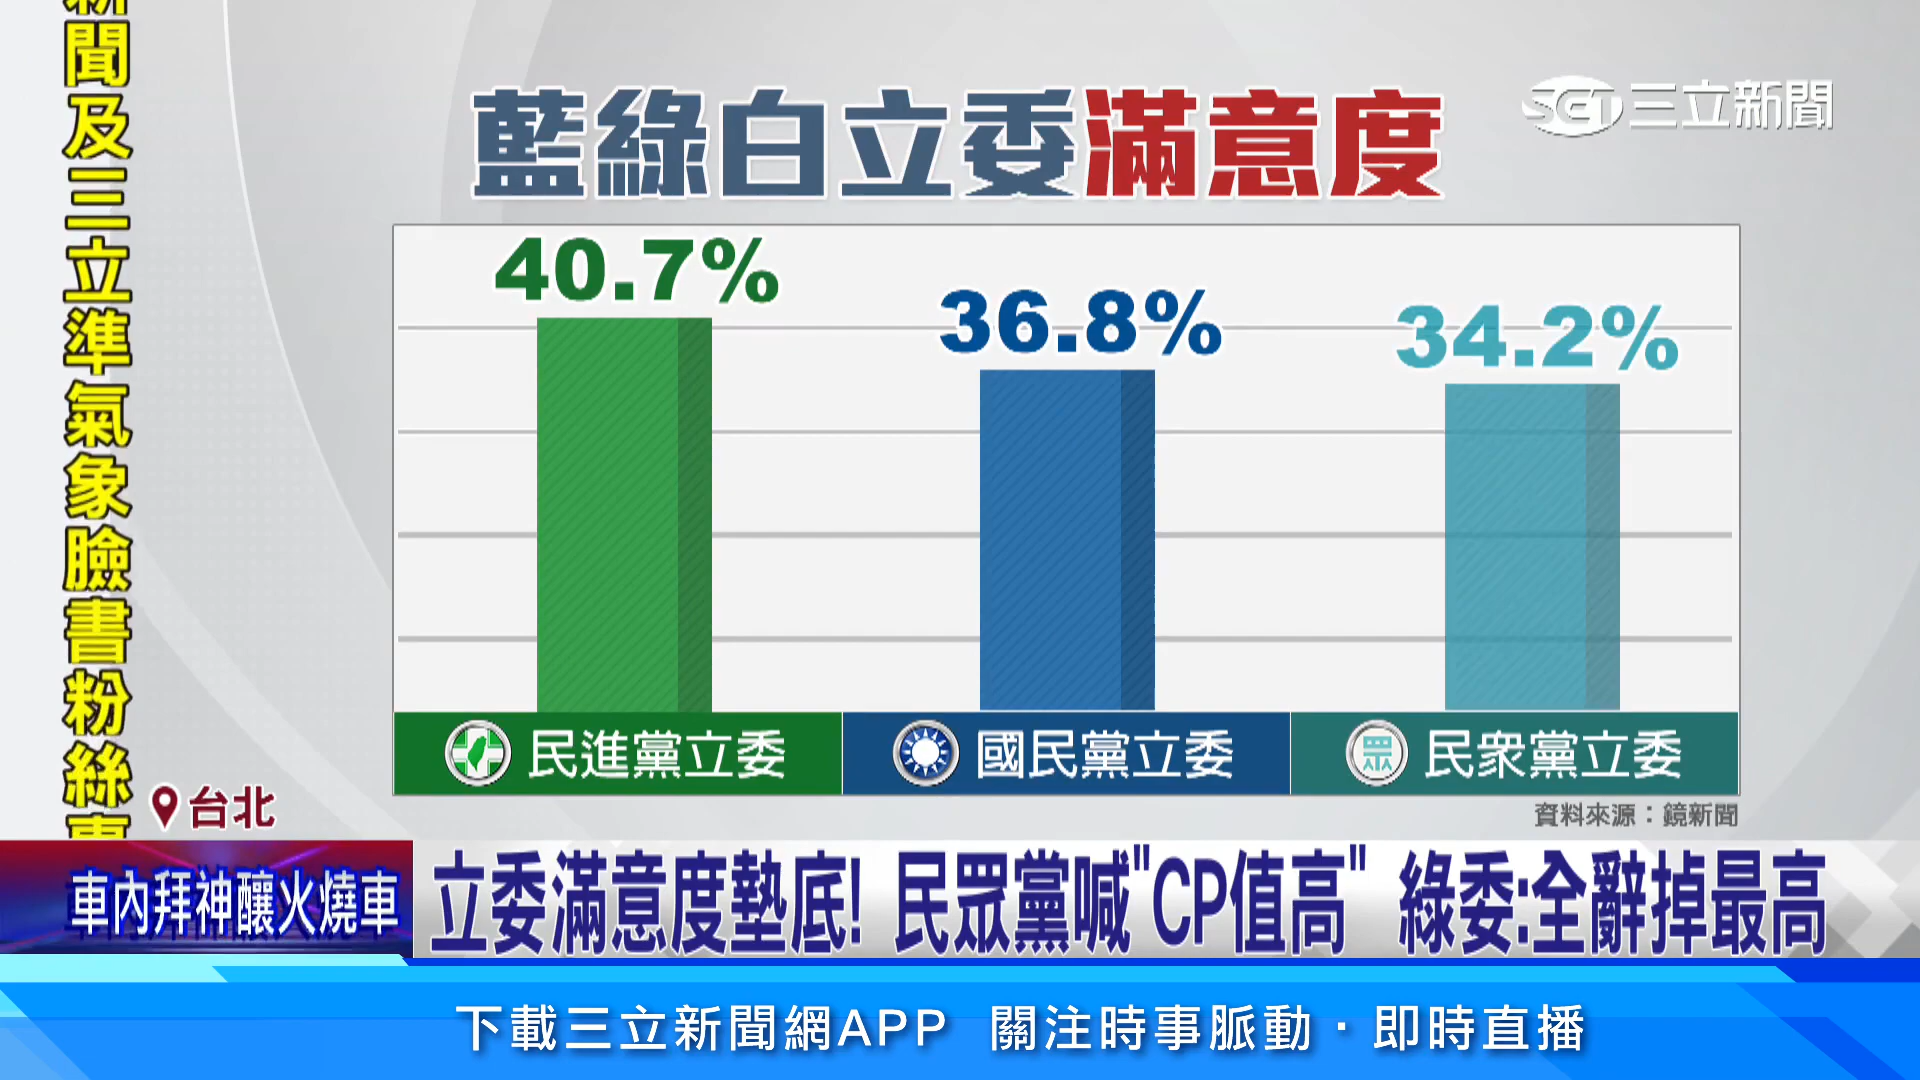 聞及三立準氣象臉書粉絲
藍綠白立委滿意度
SET三立新聞
40.7%
36.8%
34.2%
民進黨立委
國民黨立委
民衆黨立委
資料來源：鏡新聞
台北
車內拜神釀火燒車
立委滿意度墊底! 民眾黨喊"CP值高" 綠委:全辭掉最高
下載三立新聞網APP 關注時事脈動·即時直播